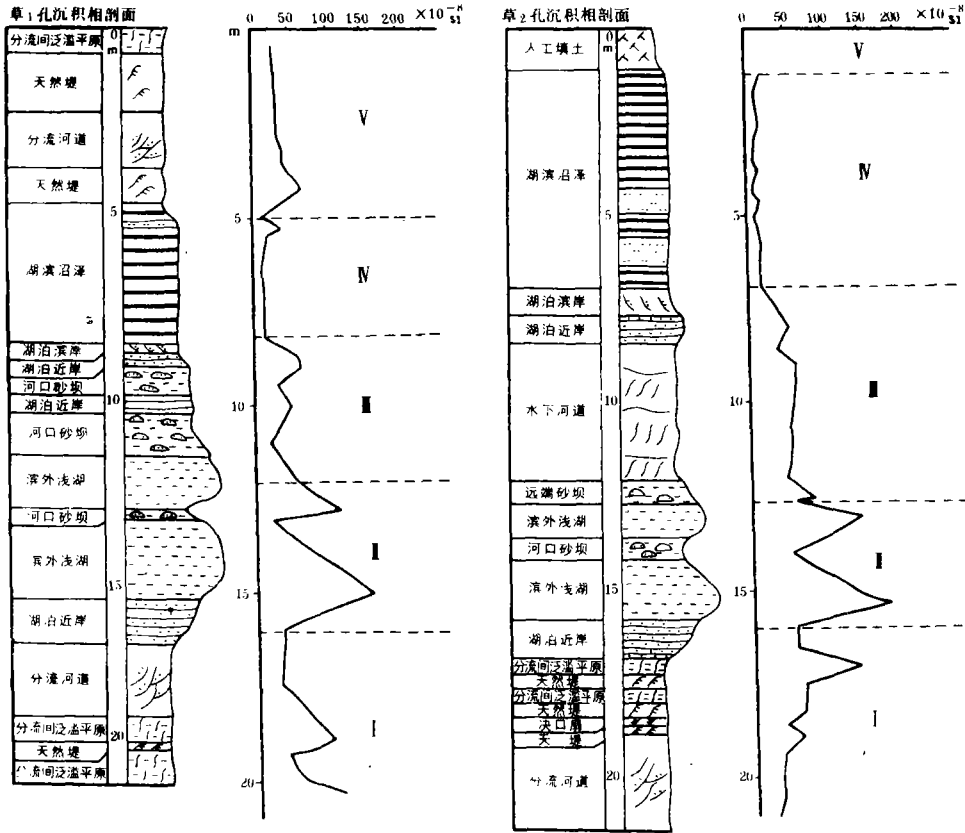 草1孔沉积相剖面
50 100 150 200 ×10⁻⁸
m
SI
分流间泛滥平原
0
m
天然堤
分流河道
天然堤
5
湖滨沼泽
湖泊滨岸
湖泊近岸
河口砂坝
湖泊近岸
10
河口砂坝
滨外浅湖
河口砂坝
滨外浅湖
15
湖泊近岸
分流河道
分流间泛滥平原
20
天然堤
分流间泛滥平原
V
5
IV
III
10
II
15
I
20
草2孔沉积相剖面
0 50 100 150 200 ×10⁻⁸
SI
人工填土
0
m
湖滨沼泽
5
湖泊滨岸
湖泊近岸
水下河道
10
远端砂坝
滨外浅湖
河口砂坝
滨外浅湖
15
湖泊近岸
分流间泛滥平原
天然堤
分流间泛滥平原
天然堤
决口扇
天 堤
分流河道
20
V
IV
5
III
10
II
15
I
20